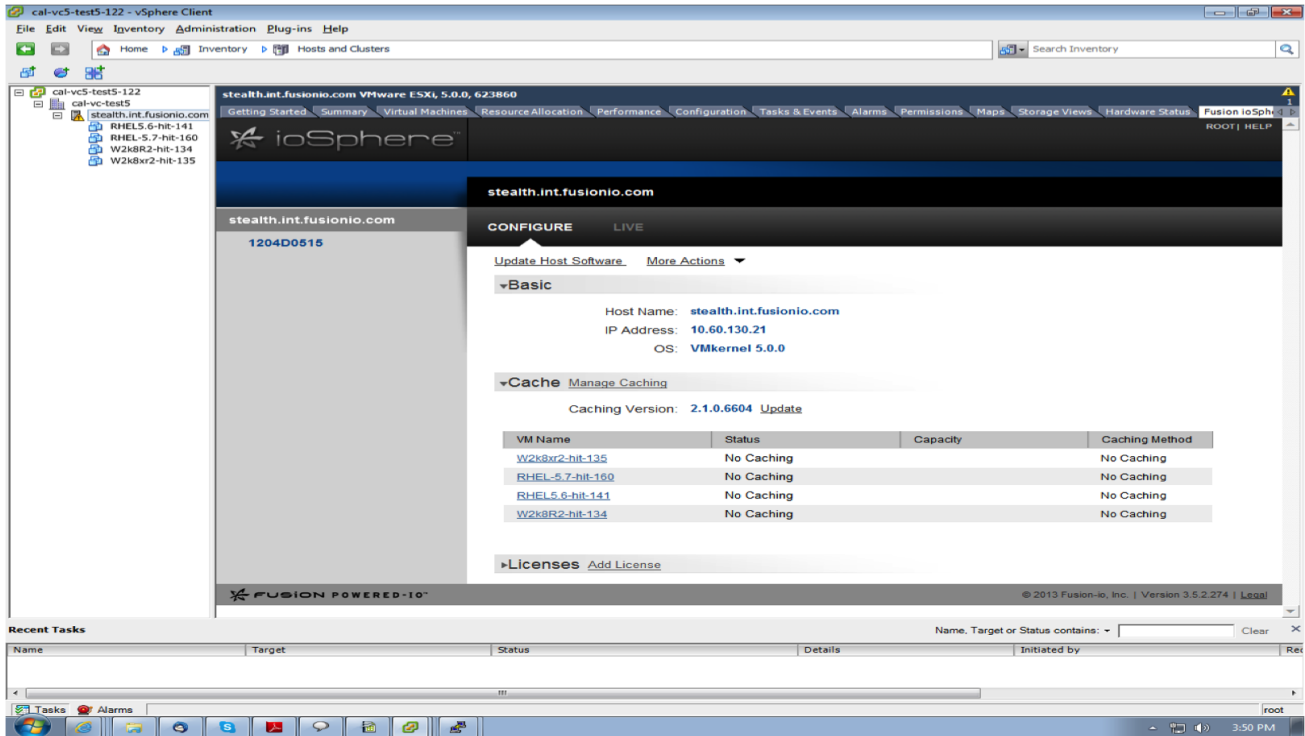 cal-vc5-test5-122 - vSphere Client
File Edit View Inventory Administration Plug-ins Help
Home Inventory Hosts and Clusters Search Inventory
cal-vc5-test5-122
cal-vc-test5
stealth.int.fusionio.com
RHEL5.6-hit-141
RHEL-5.7-hit-160
W2k8R2-hit-134
W2k8xr2-hit-135
stealth.int.fusionio.com VMware ESXi, 5.0.0, 623860
1
Getting Started Summary Virtual Machines Resource Allocation Performance Configuration Tasks & Events Alarms Permissions Maps Storage Views Hardware Status Fusion ioSphe
ROOT| HELP
ioSphere™
stealth.int.fusionio.com
stealth.int.fusionio.com
1204D0515
CONFIGURE LIVE
Update Host Software More Actions
Basic
Host Name: stealth.int.fusionio.com
IP Address: 10.60.130.21
OS: VMkernel 5.0.0
Cache Manage Caching
Caching Version: 2.1.0.6604 Update
VM Name Status Capacity Caching Method
W2k8xr2-hit-135 No Caching No Caching
RHEL-5.7-hit-160 No Caching No Caching
RHEL5.6-hit-141 No Caching No Caching
W2k8R2-hit-134 No Caching No Caching
Licenses Add License
FUSION POWERED-IO™ © 2013 Fusion-io, Inc. | Version 3.5.2.274 | Legal
Recent Tasks Name, Target or Status contains: Clear
Name Target Status Details Initiated by Req
Tasks Alarms root
3:50 PM